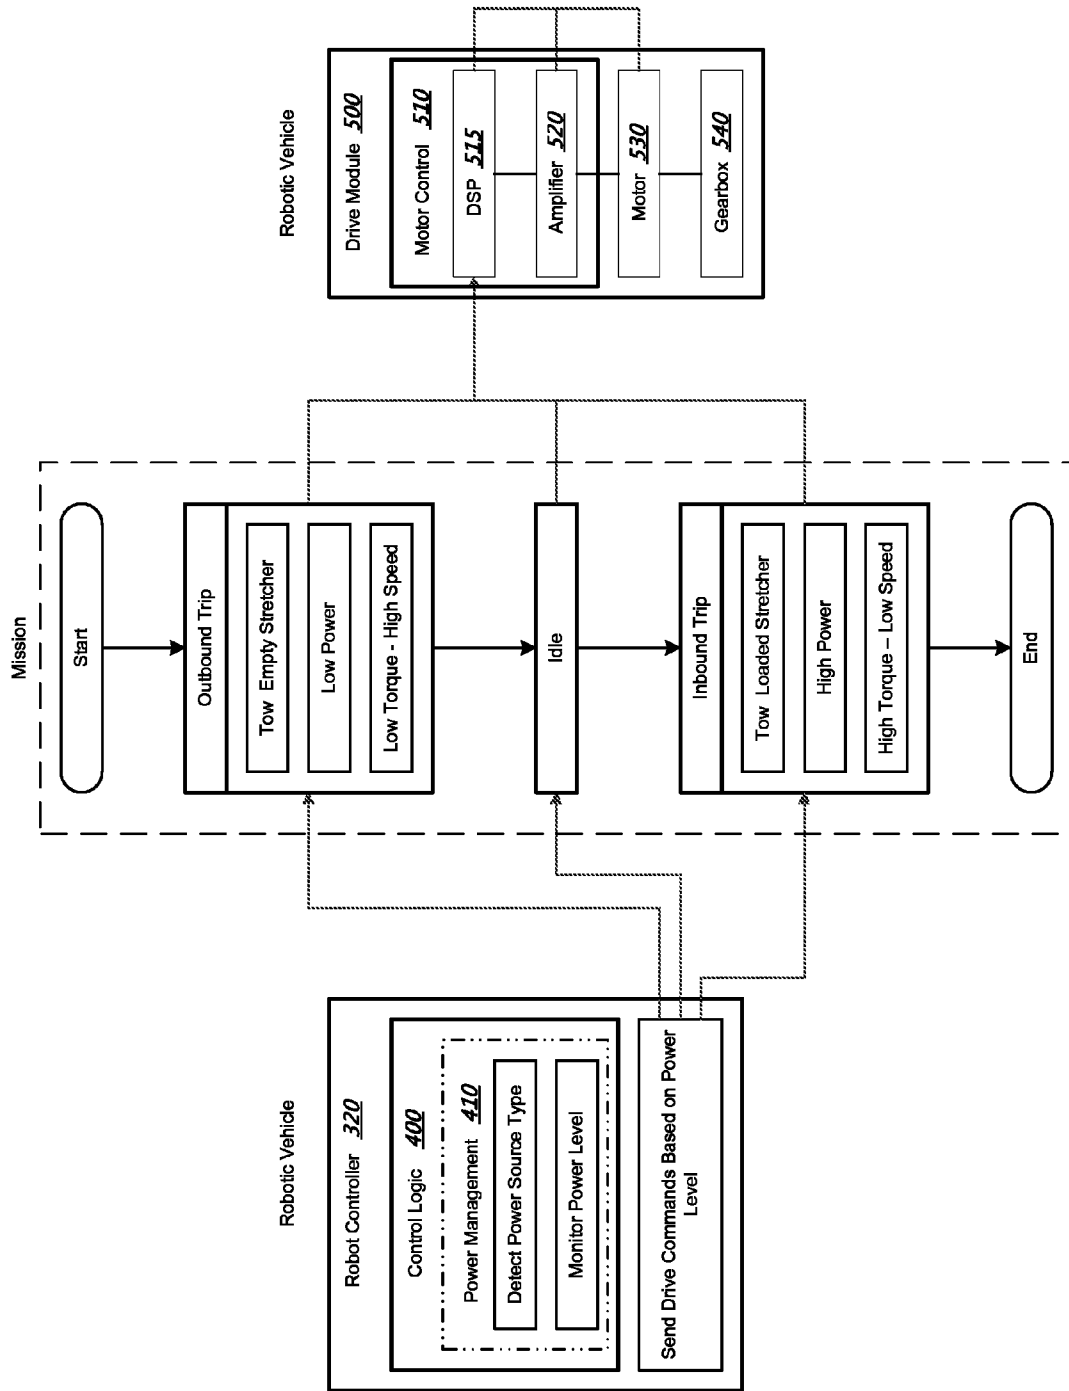 Robotic Vehicle
Robot Controller 320
Control Logic 400
Power Management 410
Detect Power Source Type
Monitor Power Level
Send Drive Commands Based on Power
Level
Mission
Start
Outbound Trip
Tow Empty Stretcher
Low Power
Low Torque - High Speed
Idle
Inbound Trip
Tow Loaded Stretcher
High Power
High Torque – Low Speed
End
Robotic Vehicle
Drive Module 500
Motor Control 510
DSP 515
Amplifier 520
Motor 530
Gearbox 540